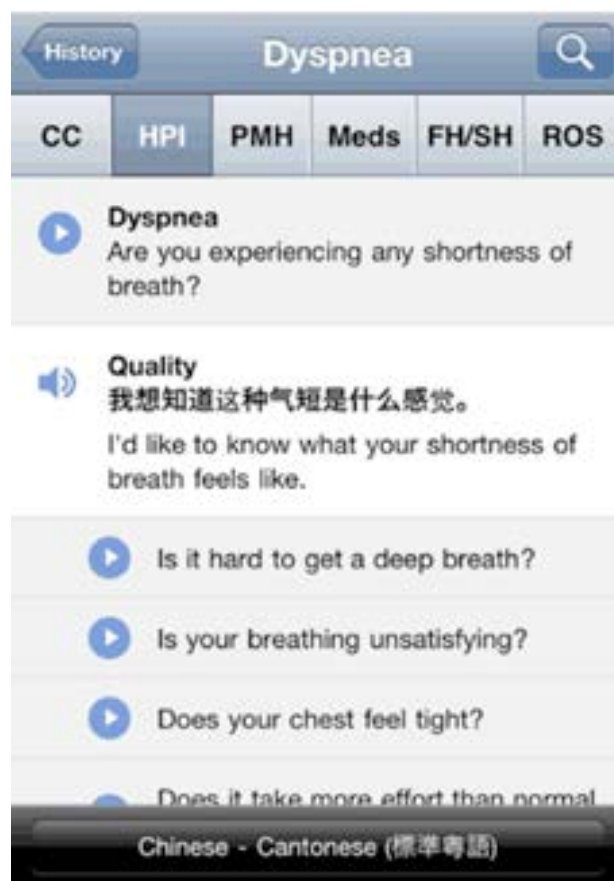 History
Dyspnea
CC HPI PMH Meds FH/SH ROS
Dyspnea
Are you experiencing any shortness of
breath?
Quality
我想知道这种气短是什么感觉。
I'd like to know what your shortness of
breath feels like.
Is it hard to get a deep breath?
Is your breathing unsatisfying?
Does your chest feel tight?
Does it take more effort than normal
Chinese - Cantonese (標準粵語)